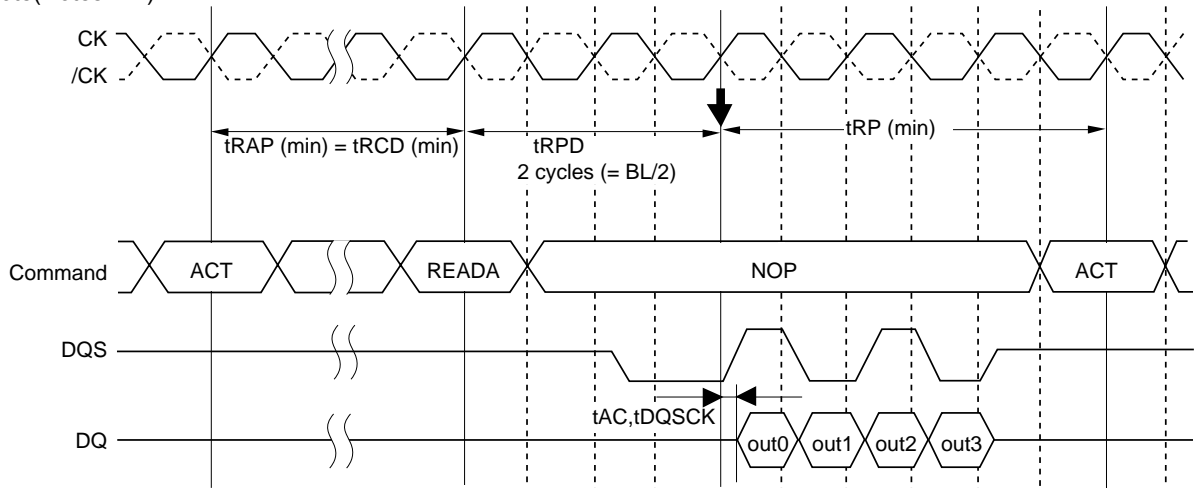 CK
/CK
tRAP (min) = tRCD (min)
tRPD
2 cycles (= BL/2)
tRP (min)
Command
ACT
READA
NOP
ACT
DQS
tAC,tDQSCK
DQ
out0
out1
out2
out3